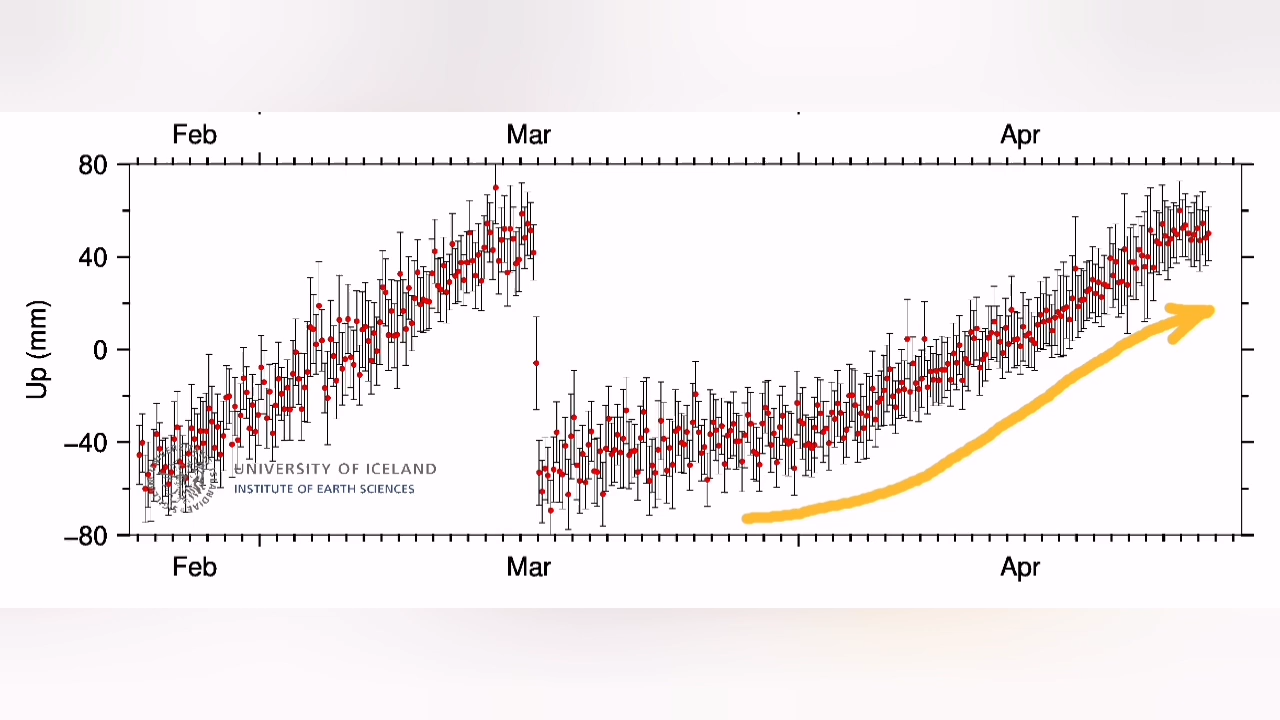 Feb Mar Apr
80
40
0
−40
−80
Up (mm)
UNIVERSITY OF ICELAND
INSTITUTE OF EARTH SCIENCES
Feb Mar Apr